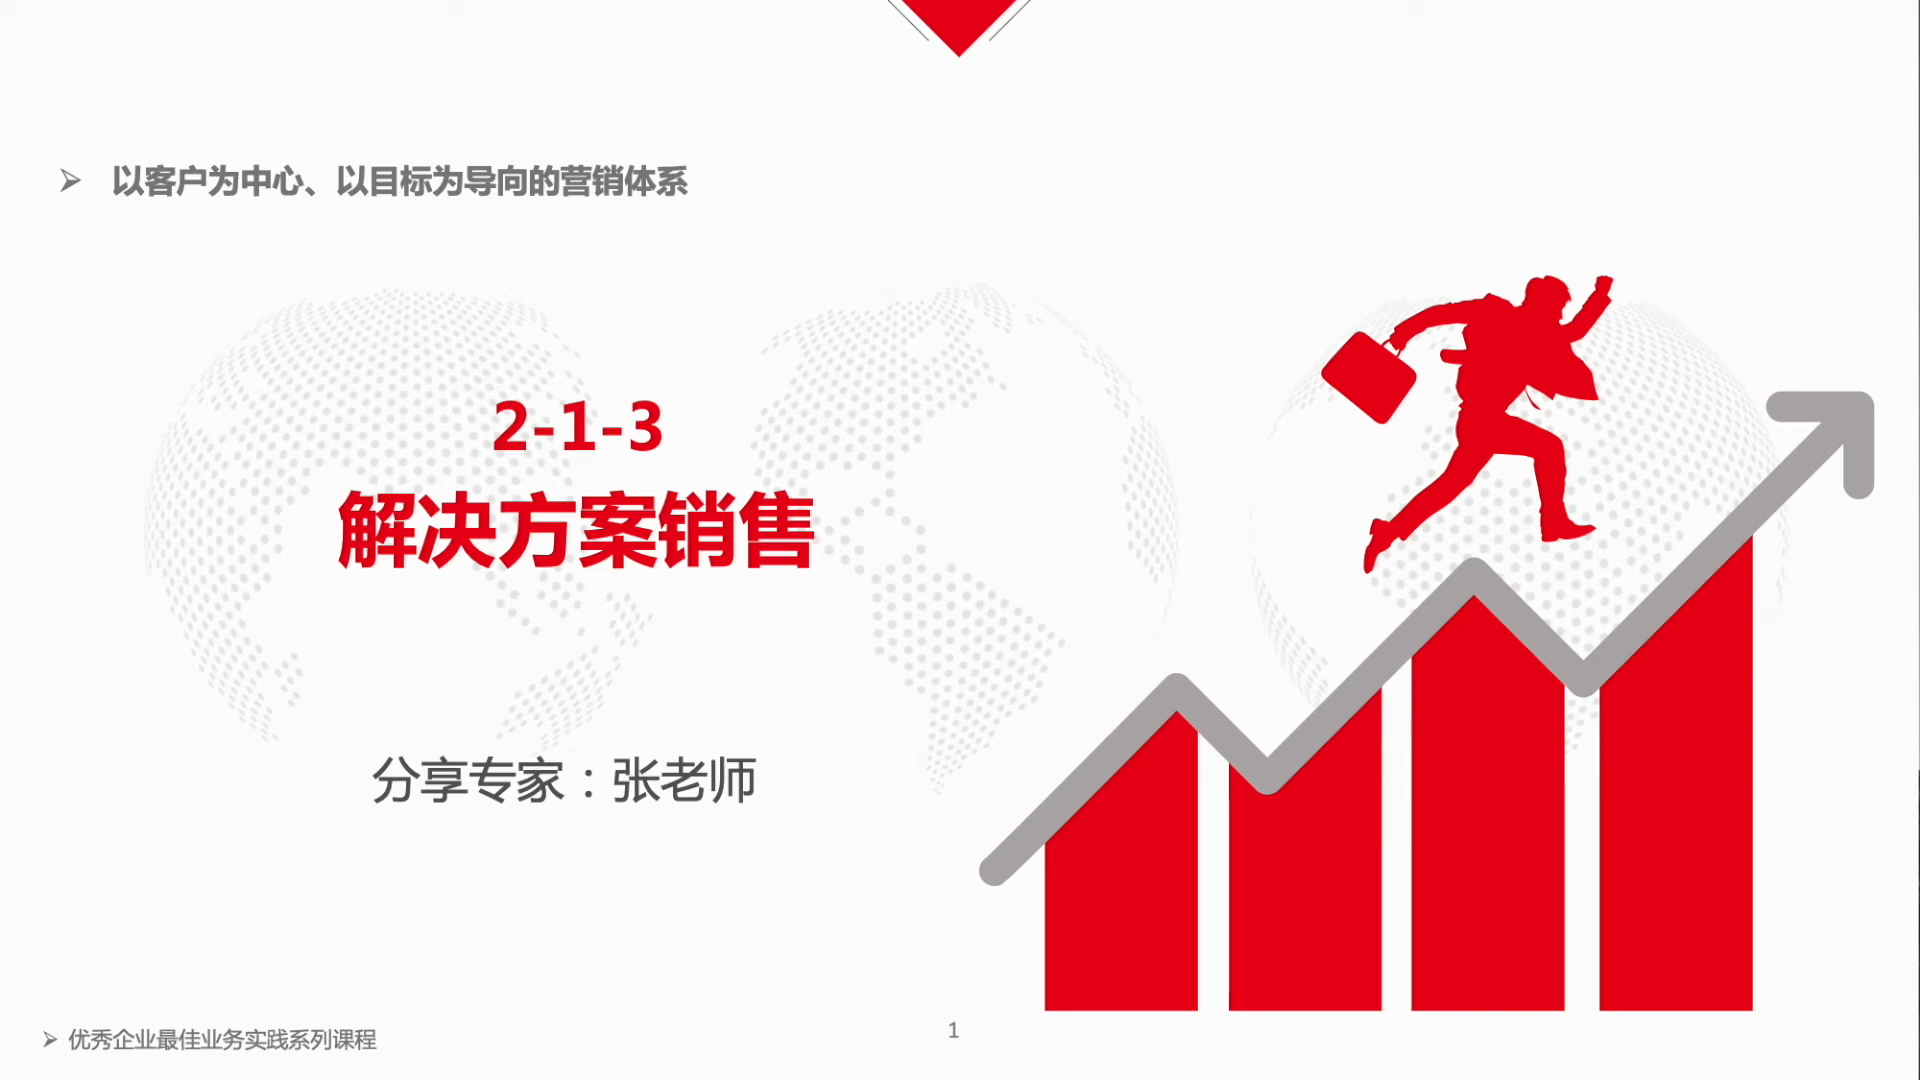 以客户为中心、以目标为导向的营销体系
2-1-3
解决方案销售
分享专家：张老师
优秀企业最佳业务实践系列课程
1